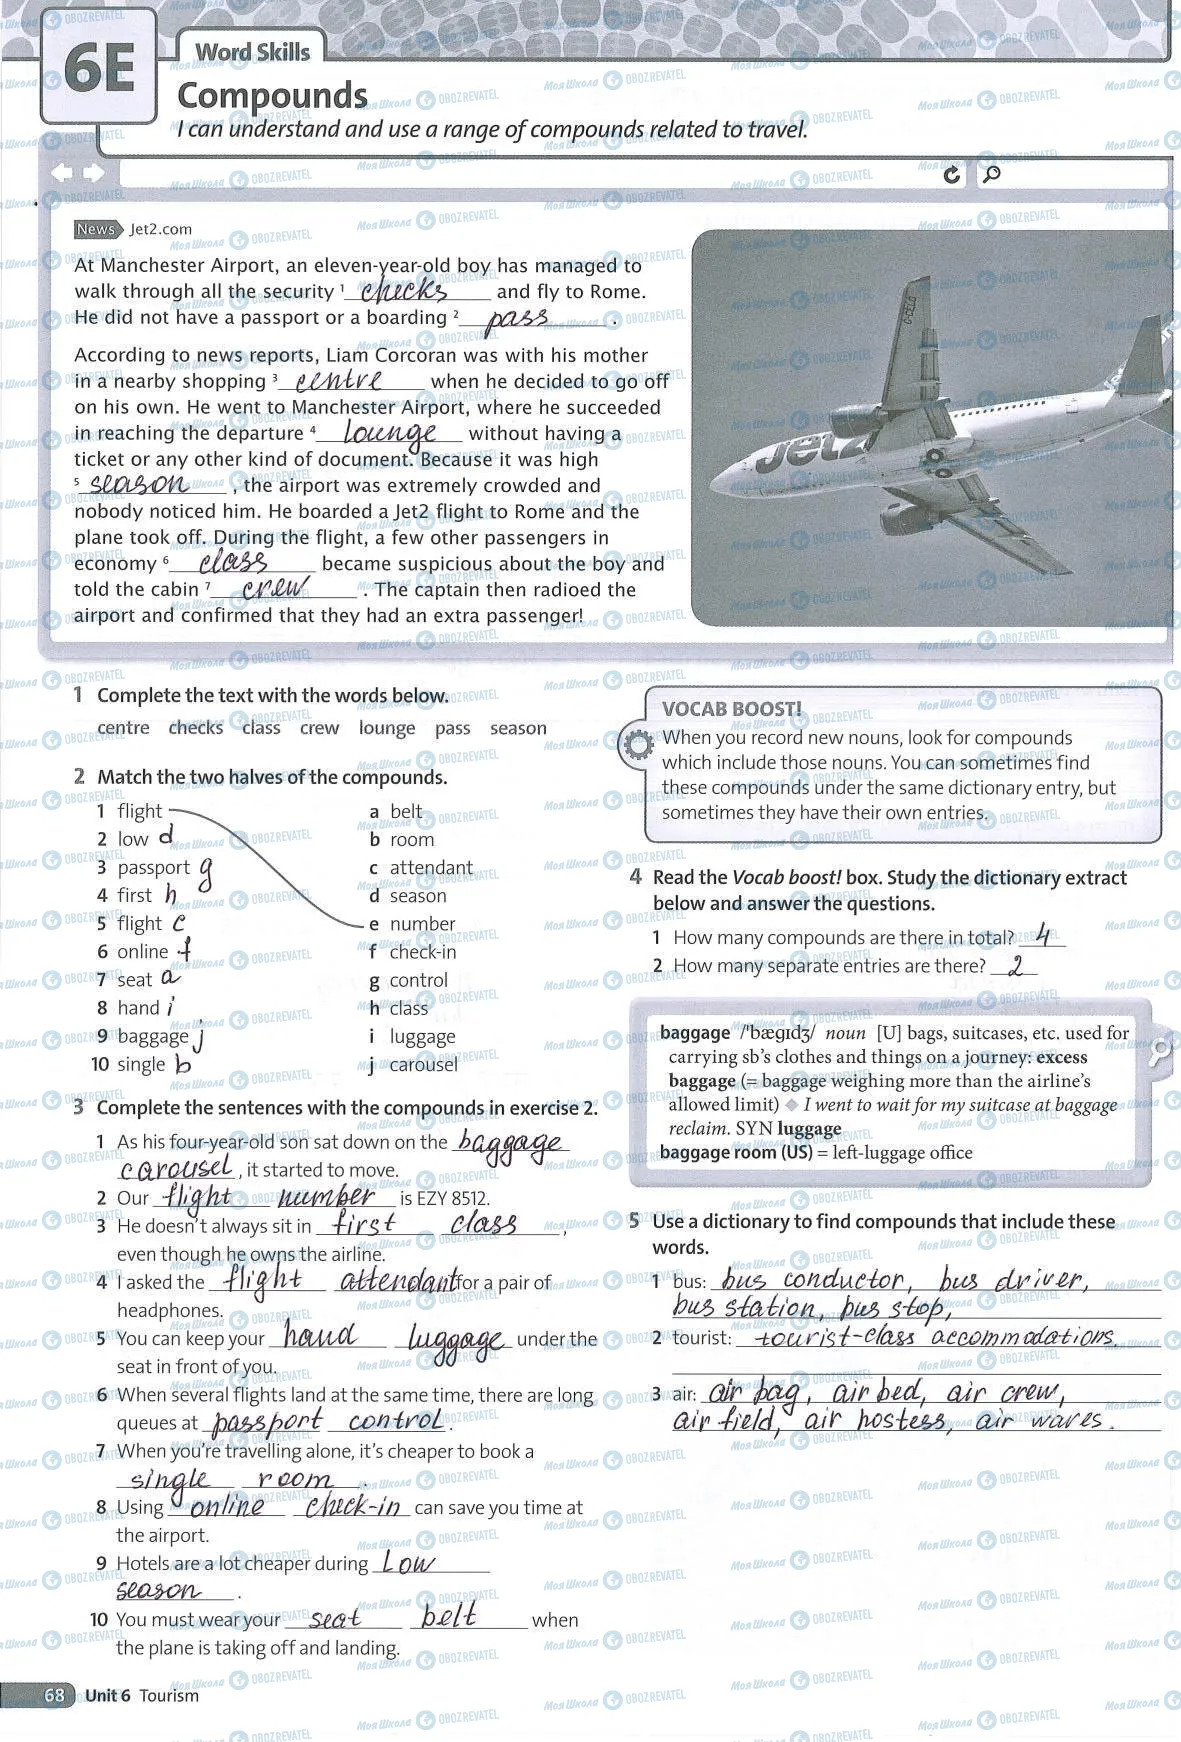 6E
Word Skills
Compounds
I can understand and use a range of compounds related to travel.
News Jet2.com
At Manchester Airport, an eleven-year-old boy has managed to
walk through all the security 1 checks and fly to Rome.
He did not have a passport or a boarding 2 pass .
According to news reports, Liam Corcoran was with his mother
in a nearby shopping 3 centre when he decided to go off
on his own. He went to Manchester Airport, where he succeeded
in reaching the departure 4 lounge without having a
ticket or any other kind of document. Because it was high
5 season , the airport was extremely crowded and
nobody noticed him. He boarded a Jet2 flight to Rome and the
plane took off. During the flight, a few other passengers in
economy 6 class became suspicious about the boy and
told the cabin 7 crew . The captain then radioed the
airport and confirmed that they had an extra passenger!
Jet2
G-CELG
1 Complete the text with the words below.
centre checks class crew lounge pass season
2 Match the two halves of the compounds.
1 flight a belt
2 low d b room
3 passport g c attendant
4 first h d season
5 flight c e number
6 online f f check-in
7 seat a g control
8 hand i h class
9 baggage j i luggage
10 single b j carousel
3 Complete the sentences with the compounds in exercise 2.
1 As his four-year-old son sat down on the baggage
carousel , it started to move.
2 Our flight number is EZY 8512.
3 He doesn't always sit in first class ,
even though he owns the airline.
4 I asked the flight attendant for a pair of
headphones.
5 You can keep your hand luggage under the
seat in front of you.
6 When several flights land at the same time, there are long
queues at passport control .
7 When you're travelling alone, it's cheaper to book a
single room .
8 Using online check-in can save you time at
the airport.
9 Hotels are a lot cheaper during Low
season .
10 You must wear your seat belt when
the plane is taking off and landing.
VOCAB BOOST!
When you record new nouns, look for compounds
which include those nouns. You can sometimes find
these compounds under the same dictionary entry, but
sometimes they have their own entries.
4 Read the Vocab boost! box. Study the dictionary extract
below and answer the questions.
1 How many compounds are there in total? 4
2 How many separate entries are there? 2
baggage /ˈbæɡɪdʒ/ noun [U] bags, suitcases, etc. used for
carrying sb's clothes and things on a journey: excess
baggage (= baggage weighing more than the airline's
allowed limit) ◆ I went to wait for my suitcase at baggage
reclaim. SYN luggage
baggage room (US) = left-luggage office
5 Use a dictionary to find compounds that include these
words.
1 bus: bus conductor, bus driver,
bus station, bus stop,
2 tourist: tourist-class accommodations.
3 air: air bag, air bed, air crew,
air field, air hostess, air waves.
68 Unit 6 Tourism
Моя Школа OBOZREVATEL